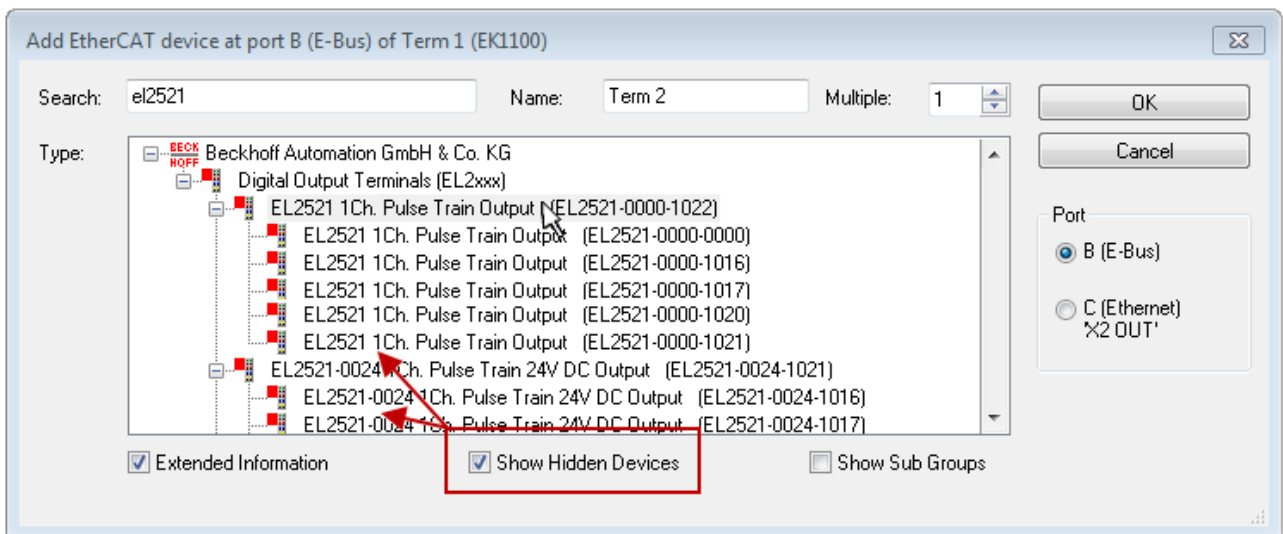 Add EtherCAT device at port B (E-Bus) of Term 1 (EK1100)
Search: el2521 Name: Term 2 Multiple: 1 OK
Type: BECKHOFF Beckhoff Automation GmbH & Co. KG Cancel
Digital Output Terminals (EL2xxx)
EL2521 1Ch. Pulse Train Output (EL2521-0000-1022)
EL2521 1Ch. Pulse Train Output (EL2521-0000-0000)
EL2521 1Ch. Pulse Train Output (EL2521-0000-1016)
EL2521 1Ch. Pulse Train Output (EL2521-0000-1017)
EL2521 1Ch. Pulse Train Output (EL2521-0000-1020)
EL2521 1Ch. Pulse Train Output (EL2521-0000-1021)
EL2521-0024 1Ch. Pulse Train 24V DC Output (EL2521-0024-1021)
EL2521-0024 1Ch. Pulse Train 24V DC Output (EL2521-0024-1016)
EL2521-0024 1Ch. Pulse Train 24V DC Output (EL2521-0024-1017)
Port
B (E-Bus)
C (Ethernet)
'X2 OUT'
Extended Information Show Hidden Devices Show Sub Groups